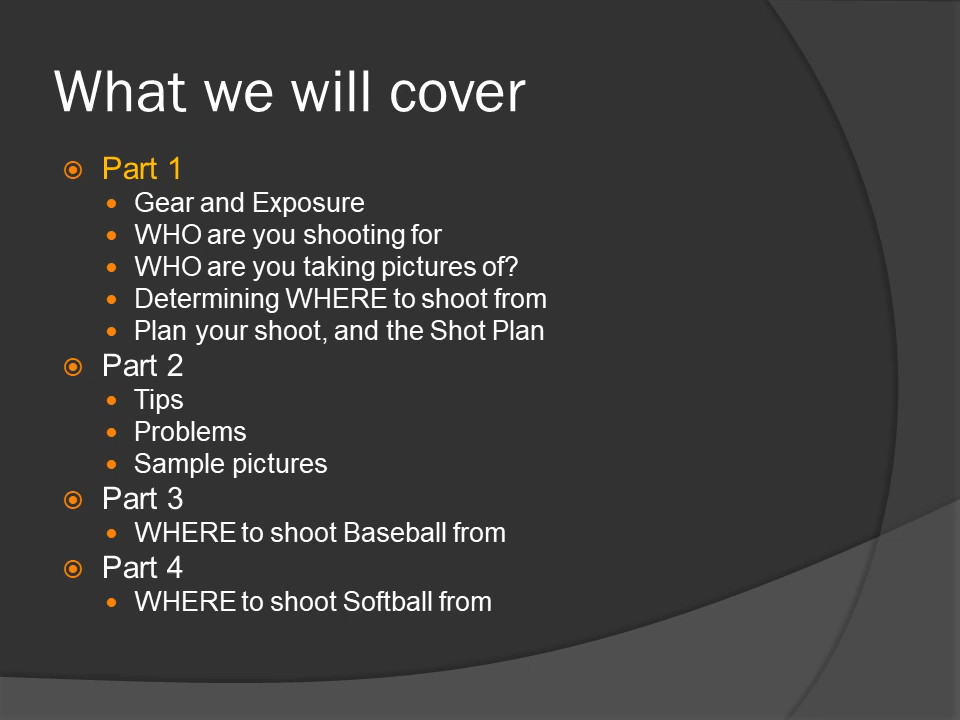 What we will cover
Part 1
Gear and Exposure
WHO are you shooting for
WHO are you taking pictures of?
Determining WHERE to shoot from
Plan your shoot, and the Shot Plan
Part 2
Tips
Problems
Sample pictures
Part 3
WHERE to shoot Baseball from
Part 4
WHERE to shoot Softball from